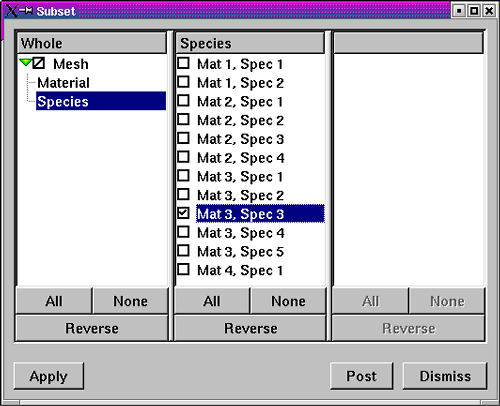 Subset
Whole
Mesh
Material
Species
All None
Reverse
Species
Mat 1, Spec 1
Mat 1, Spec 2
Mat 2, Spec 1
Mat 2, Spec 2
Mat 2, Spec 3
Mat 2, Spec 4
Mat 3, Spec 1
Mat 3, Spec 2
Mat 3, Spec 3
Mat 3, Spec 4
Mat 3, Spec 5
Mat 4, Spec 1
All None
Reverse
All None
Reverse
Apply Post Dismiss